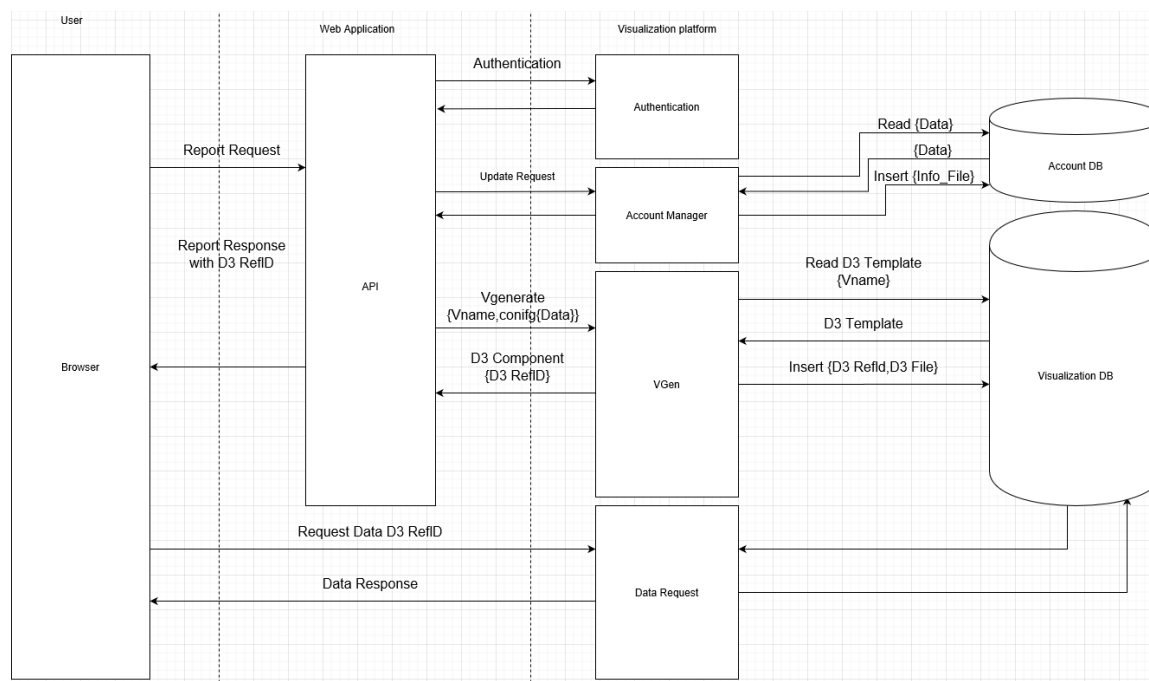 User
Web Application
Visualization platform
Authentication
Authentication
Read {Data}
Report Request
{Data}
Account DB
Update Request
Insert {Info_File}
Account Manager
Report Response
with D3 RefID
Read D3 Template
{Vname}
API
Vgenerate
{Vname,conifg{Data}}
D3 Template
D3 Component
{D3 RefID}
Browser
Insert {D3 RefId,D3 File}
VGen
Visualization DB
Request Data D3 RefID
Data Response
Data Request